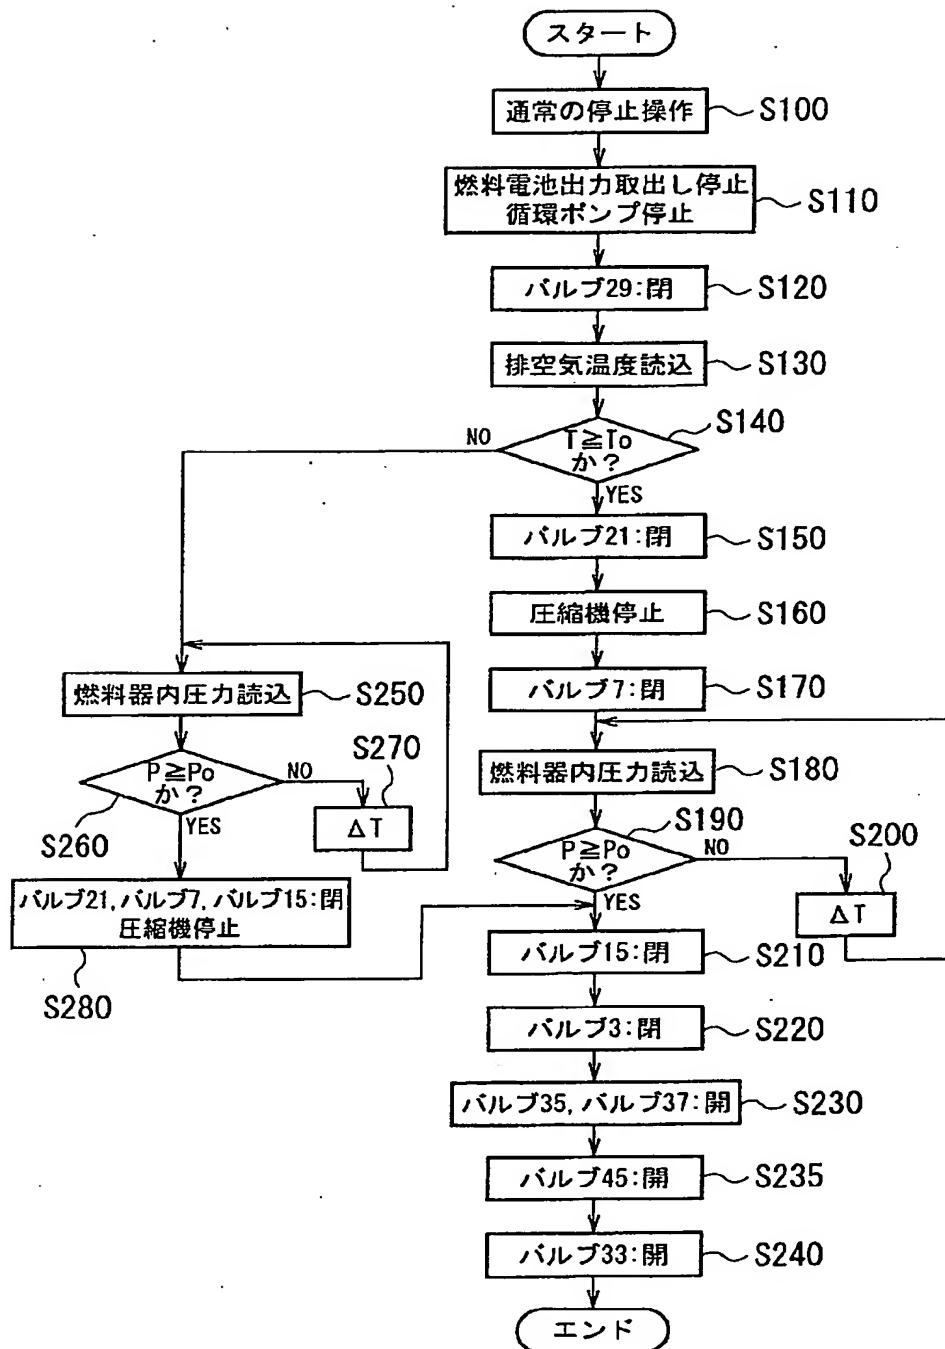 スタート
通常の停止操作 S100
燃料電池出力取出し停止
循環ポンプ停止 S110
バルブ29:閉 S120
排空気温度読込 S130
S140
T≧To
か?
NO
YES
バルブ21:閉 S150
圧縮機停止 S160
バルブ7:閉 S170
燃料器内圧力読込 S250
燃料器内圧力読込 S180
P≧Po
か?
NO
YES
S260
S270
ΔT
S190
P≧Po
か?
NO
YES
S200
ΔT
バルブ21,バルブ7,バルブ15:閉
圧縮機停止
S280
バルブ15:閉 S210
バルブ3:閉 S220
バルブ35,バルブ37:開 S230
バルブ45:開 S235
バルブ33:開 S240
エンド